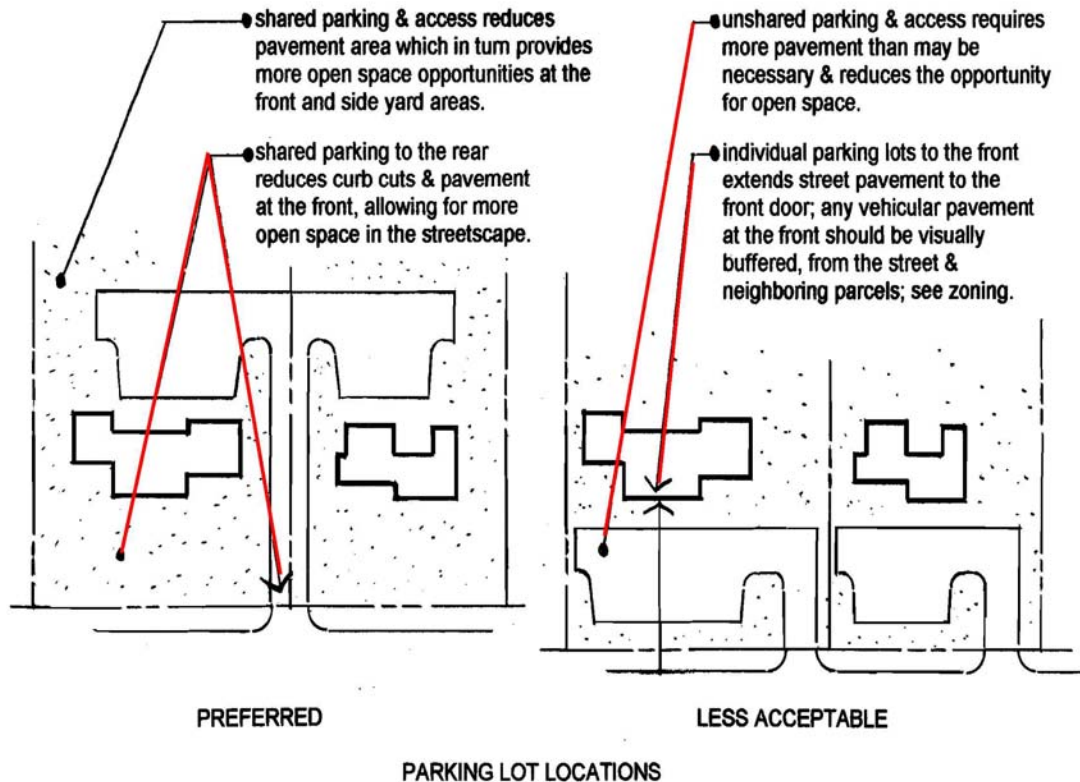 shared parking & access reduces
pavement area which in turn provides
more open space opportunities at the
front and side yard areas.
shared parking to the rear
reduces curb cuts & pavement
at the front, allowing for more
open space in the streetscape.
unshared parking & access requires
more pavement than may be
necessary & reduces the opportunity
for open space.
individual parking lots to the front
extends street pavement to the
front door; any vehicular pavement
at the front should be visually
buffered, from the street &
neighboring parcels; see zoning.
PREFERRED
LESS ACCEPTABLE
PARKING LOT LOCATIONS